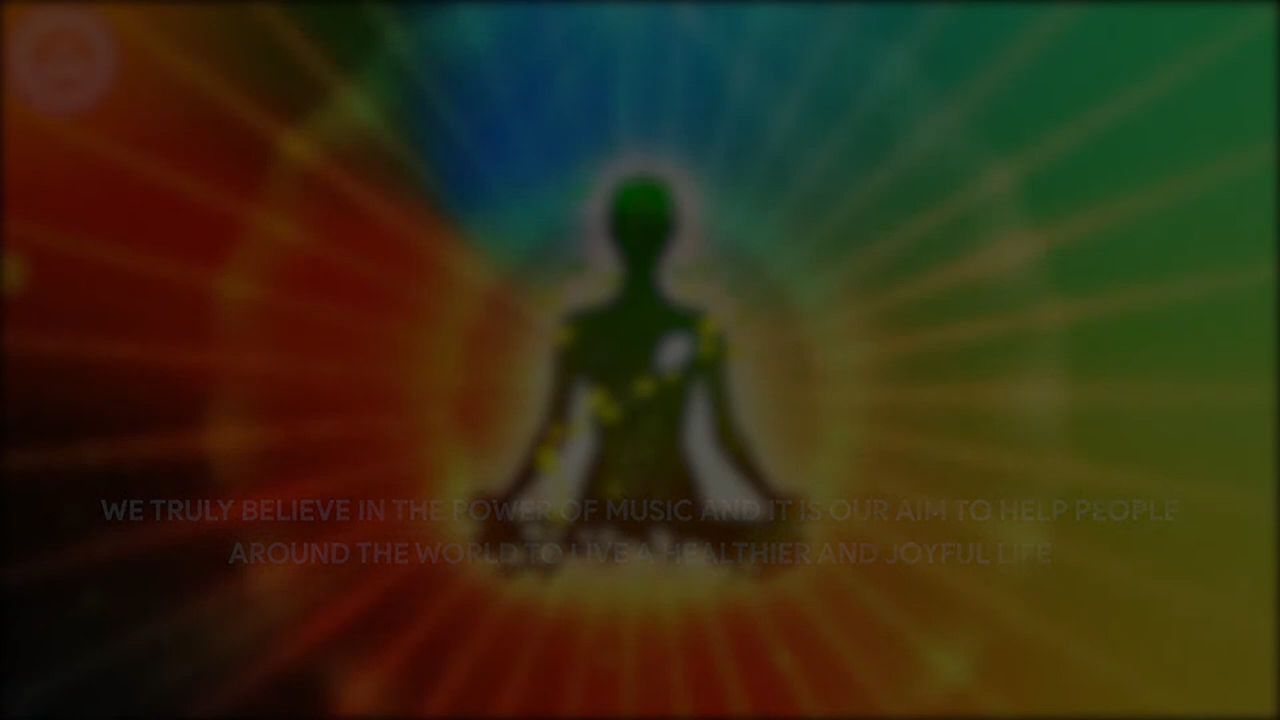 WE TRULY BELIEVE IN THE POWER OF MUSIC AND IT IS OUR AIM TO HELP PEOPLE
AROUND THE WORLD TO LIVE A HEALTHIER AND JOYFUL LIFE